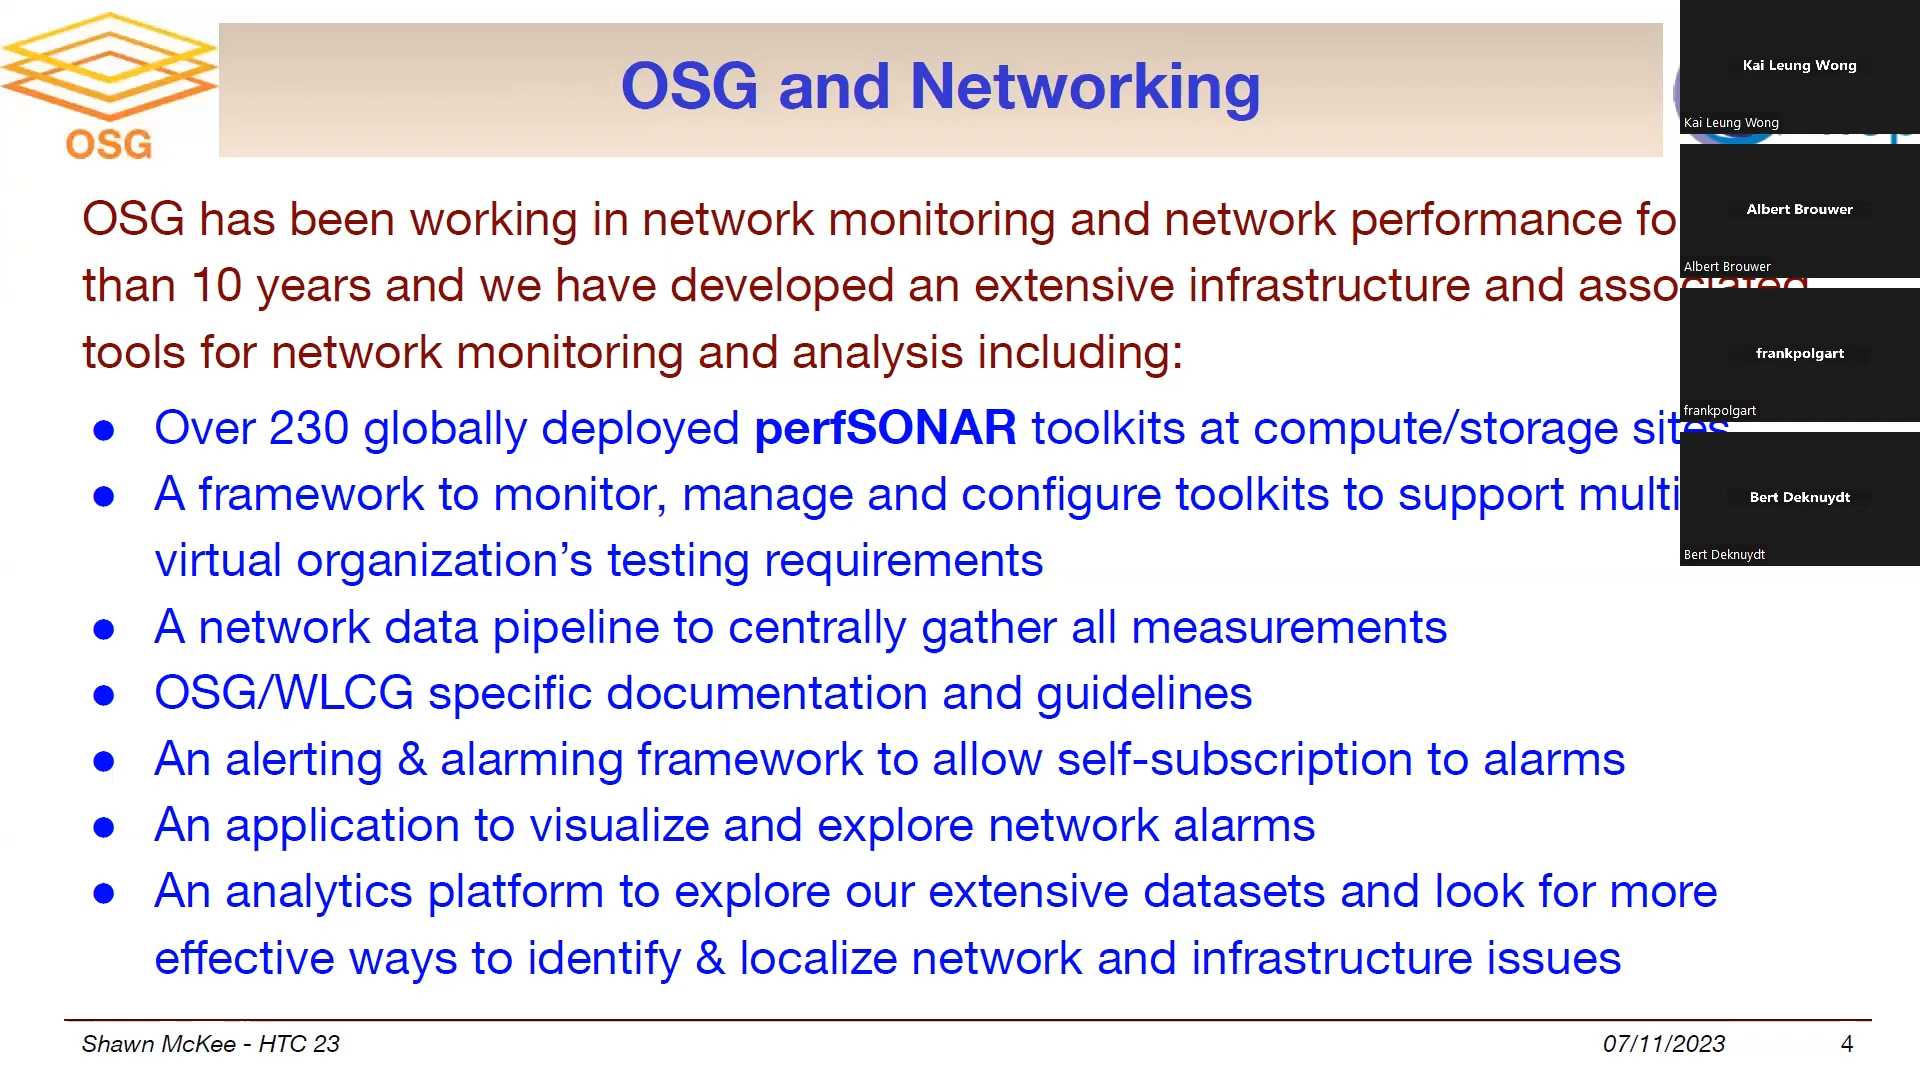 OSG and Networking
OSG
OSG has been working in network monitoring and network performance fo
than 10 years and we have developed an extensive infrastructure and associated
tools for network monitoring and analysis including:
● Over 230 globally deployed perfSONAR toolkits at compute/storage sites
● A framework to monitor, manage and configure toolkits to support multi
virtual organization’s testing requirements
● A network data pipeline to centrally gather all measurements
● OSG/WLCG specific documentation and guidelines
● An alerting & alarming framework to allow self-subscription to alarms
● An application to visualize and explore network alarms
● An analytics platform to explore our extensive datasets and look for more
effective ways to identify & localize network and infrastructure issues
Shawn McKee - HTC 23
07/11/2023
4
Kai Leung Wong
Kai Leung Wong
Albert Brouwer
Albert Brouwer
frankpolgart
frankpolgart
Bert Deknuydt
Bert Deknuydt